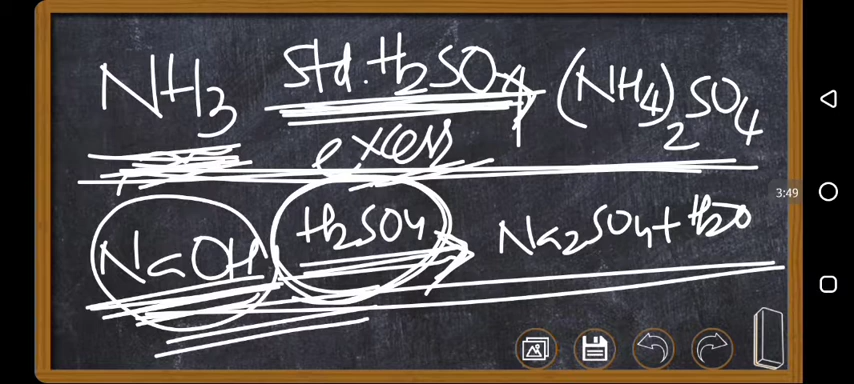 NH3 Std. H2SO4 → (NH4)2SO4
excess
3:49
NaOH H2SO4 → Na2SO4 + H2O